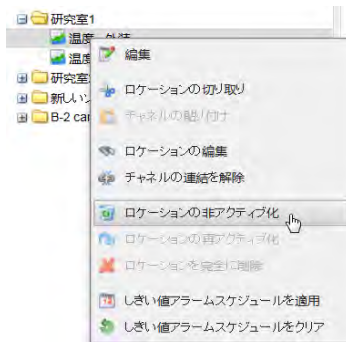 研究室1
温度 - 外装
温度
編集
研究室
ロケーションの切り取り
新しい
チャネルの貼り付け
B-2 car
ロケーションの編集
チャネルの連結を解除
ロケーションの非アクティブ化
ロケーションの再アクティブ化
ロケーションを完全に削除
しきい値アラームスケジュールを適用
しきい値アラームスケジュールをクリア